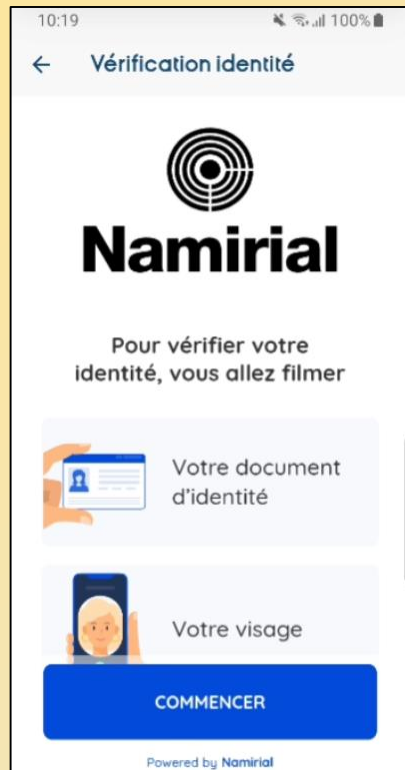 10:19 100%
← Vérification identité
Namirial
Pour vérifier votre
identité, vous allez filmer
Votre document
d'identité
Votre visage
COMMENCER
Powered by Namirial